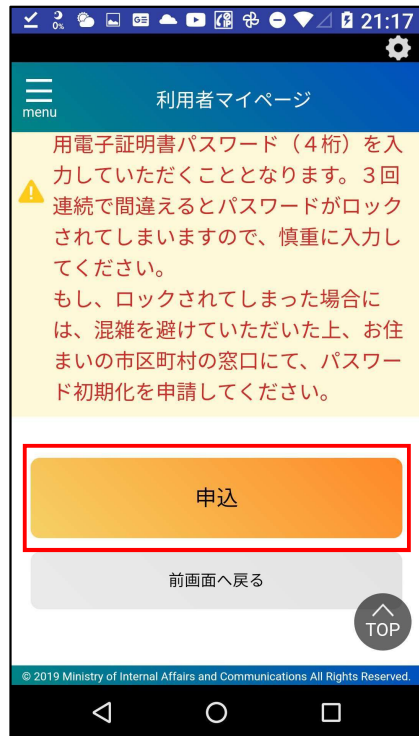 0%
GE
21:17
menu
利用者マイページ
用電子証明書パスワード（４桁）を入
力していただくこととなります。３回
連続で間違えるとパスワードがロック
されてしまいますので、慎重に入力し
てください。
もし、ロックされてしまった場合に
は、混雑を避けていただいた上、お住
まいの市区町村の窓口にて、パスワー
ド初期化を申請してください。
申込
前画面へ戻る
TOP
© 2019 Ministry of Internal Affairs and Communications All Rights Reserved.